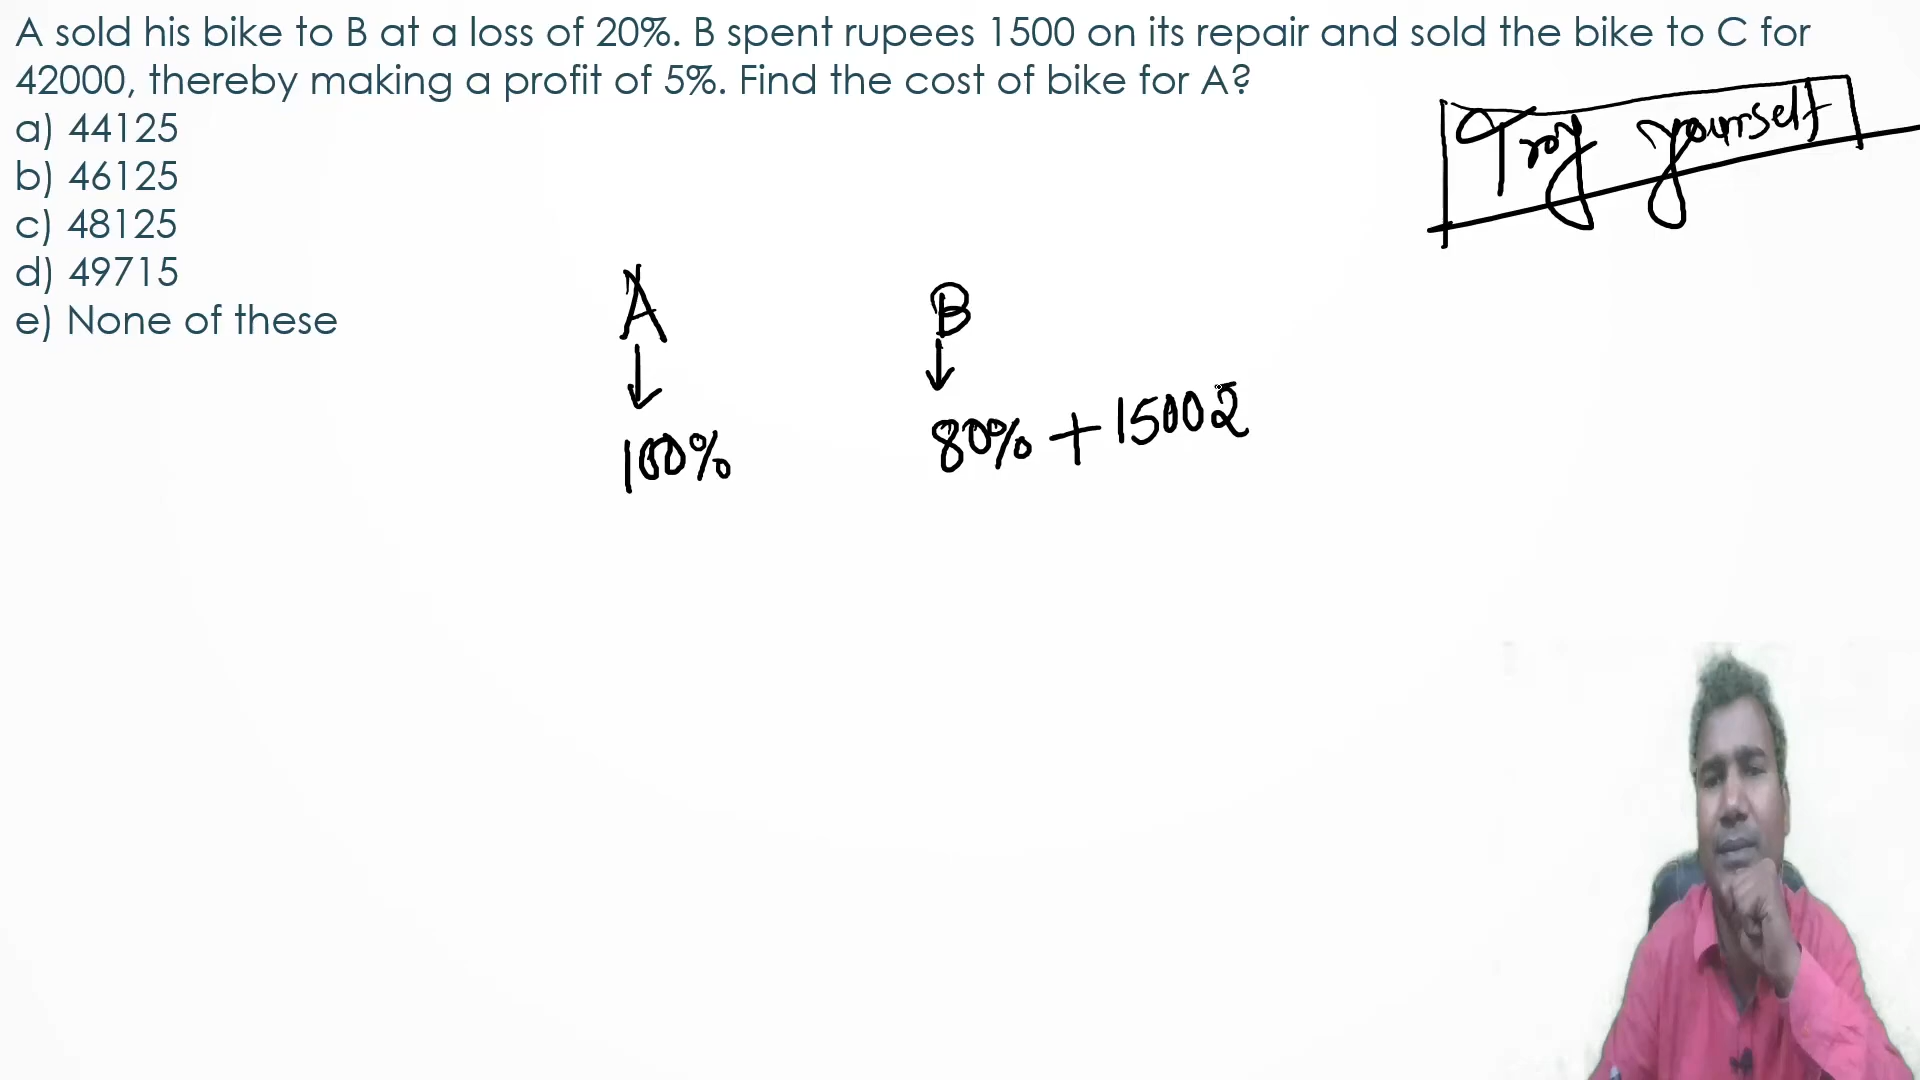 A sold his bike to B at a loss of 20%. B spent rupees 1500 on its repair and sold the bike to C for
42000, thereby making a profit of 5%. Find the cost of bike for A?
a) 44125
b) 46125
c) 48125
d) 49715
e) None of these
Try yourself
A B
100% 80% + 1500